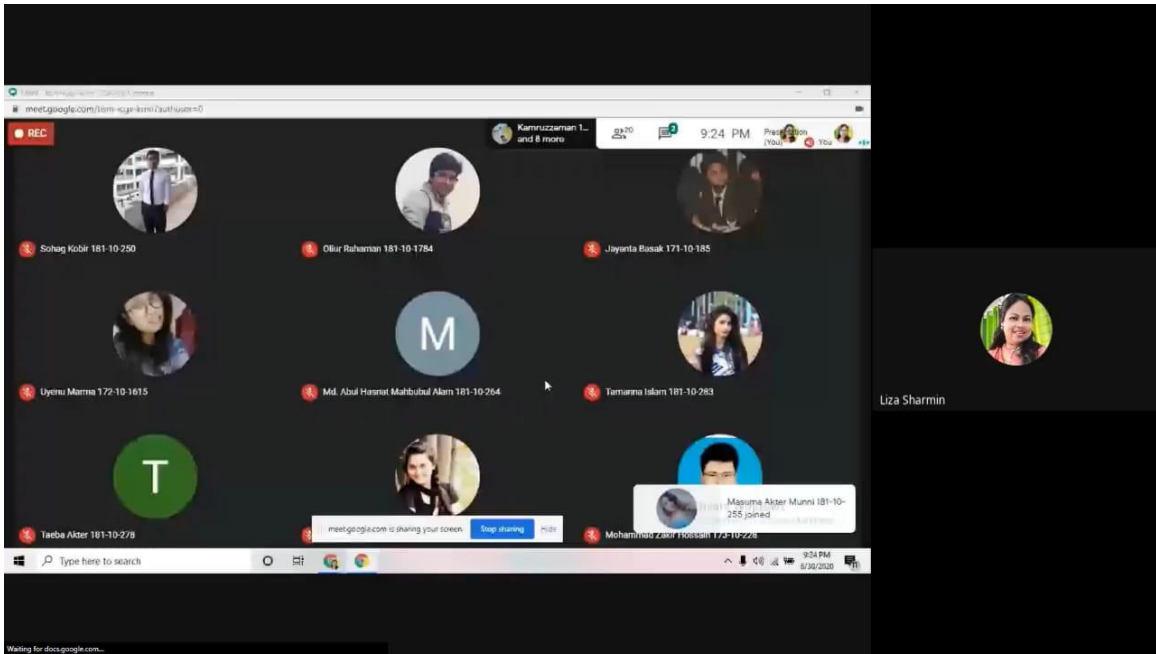 meet.google.com
REC
Kamruzzaman 1...
and 8 more
20
2
9:24 PM
Presentation
(You)
You
Sohag Kobir 181-10-250
Oliur Rahaman 181-10-1784
Jayanta Basak 171-10-185
Uyenu Marma 172-10-1615
M
Md. Abul Hasnat Mahbubul Alam 181-10-264
Tamanna Islam 181-10-283
Liza Sharmin
T
Taeba Akter 181-10-278
Masuma Akter Munni 181-10-
255 joined
meet.google.com is sharing your screen
Stop sharing
Hide
Mohammad Zakir Hossain 173-10-228
Type here to search
9:24 PM
8/30/2020
Waiting for docs.google.com...